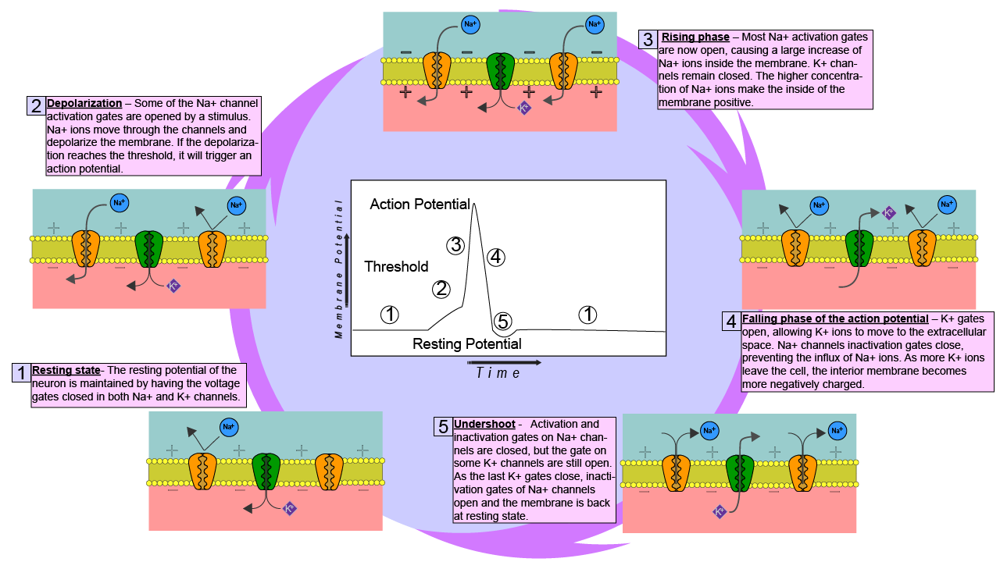 1
Resting state- The resting potential of the
neuron is maintained by having the voltage
gates closed in both Na+ and K+ channels.
Na+
K+
2
Depolarization – Some of the Na+ channel
activation gates are opened by a stimulus.
Na+ ions move through the channels and
depolarize the membrane. If the depolariza-
tion reaches the threshold, it will trigger an
action potential.
Na+
Na+
+ + + +
– – – –
K+
Na+
Na+
– – – –
+ + + +
K+
3
Rising phase – Most Na+ activation gates
are now open, causing a large increase of
Na+ ions inside the membrane. K+ chan-
nels remain closed. The higher concentra-
tion of Na+ ions make the inside of the
membrane positive.
Na+
K+
Na+
+ + + +
– – – –
4
Falling phase of the action potential – K+ gates
open, allowing K+ ions to move to the extracellular
space. Na+ channels inactivation gates close,
preventing the influx of Na+ ions. As more K+ ions
leave the cell, the interior membrane becomes
more negatively charged.
5
Undershoot - Activation and
inactivation gates on Na+ chan-
nels are closed, but the gate on
some K+ channels are still open.
As the last K+ gates close, inacti-
vation gates of Na+ channels
open and the membrane is back
at resting state.
Na+
Na+
+ + + +
– – – –
K+
Membrane Potential
Action Potential
3
4
Threshold
2
1
5
1
Resting Potential
Time